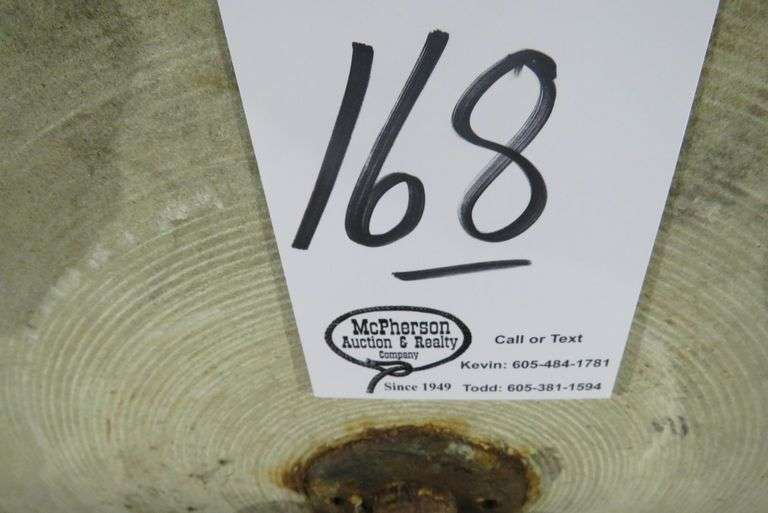 168
McPherson
Auction & Realty
Company
Since 1949
Call or Text
Kevin: 605-484-1781
Todd: 605-381-1594